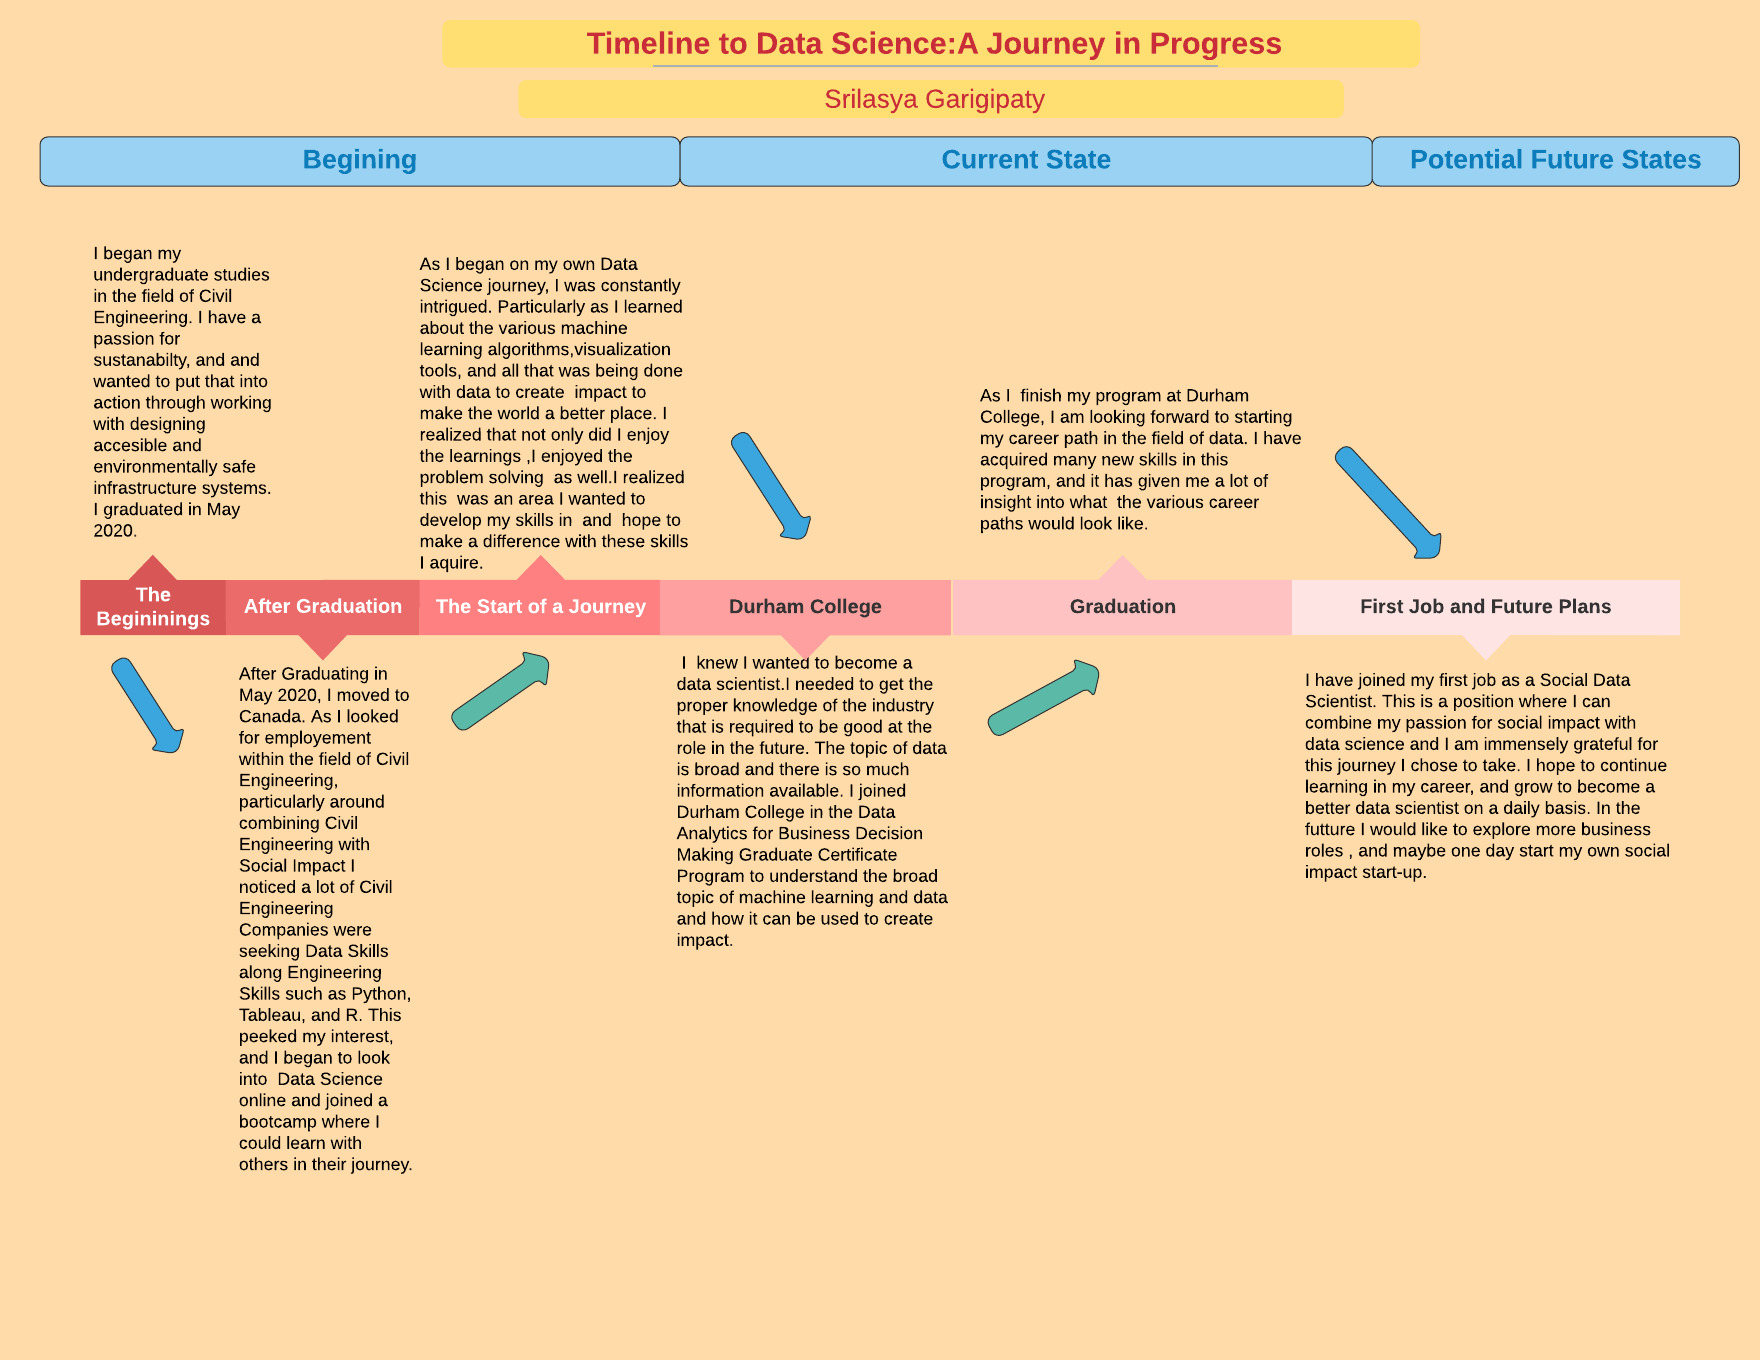 Timeline to Data Science:A Journey in Progress
Srilasya Garigipaty
Begining
Current State
Potential Future States
I began my
undergraduate studies
in the field of Civil
Engineering. I have a
passion for
sustanabilty, and and
wanted to put that into
action through working
with designing
accesible and
environmentally safe
infrastructure systems.
I graduated in May
2020.
As I began on my own Data
Science journey, I was constantly
intrigued. Particularly as I learned
about the various machine
learning algorithms,visualization
tools, and all that was being done
with data to create  impact to
make the world a better place. I
realized that not only did I enjoy
the learnings ,I enjoyed the
problem solving  as well.I realized
this  was an area I wanted to
develop my skills in  and  hope to
make a difference with these skills
I aquire.
As I  finish my program at Durham
College, I am looking forward to starting
my career path in the field of data. I have
acquired many new skills in this
program, and it has given me a lot of
insight into what  the various career
paths would look like.
The
Begininings
After Graduation
The Start of a Journey
Durham College
Graduation
First Job and Future Plans
After Graduating in
May 2020, I moved to
Canada. As I looked
for employement
within the field of Civil
Engineering,
particularly around
combining Civil
Engineering with
Social Impact I
noticed a lot of Civil
Engineering
Companies were
seeking Data Skills
along Engineering
Skills such as Python,
Tableau, and R. This
peeked my interest,
and I began to look
into  Data Science
online and joined a
bootcamp where I
could learn with
others in their journey.
I  knew I wanted to become a
data scientist.I needed to get the
proper knowledge of the industry
that is required to be good at the
role in the future. The topic of data
is broad and there is so much
information available. I joined
Durham College in the Data
Analytics for Business Decision
Making Graduate Certificate
Program to understand the broad
topic of machine learning and data
and how it can be used to create
impact.
I have joined my first job as a Social Data
Scientist. This is a position where I can
combine my passion for social impact with
data science and I am immensely grateful for
this journey I chose to take. I hope to continue
learning in my career, and grow to become a
better data scientist on a daily basis. In the
futture I would like to explore more business
roles , and maybe one day start my own social
impact start-up.